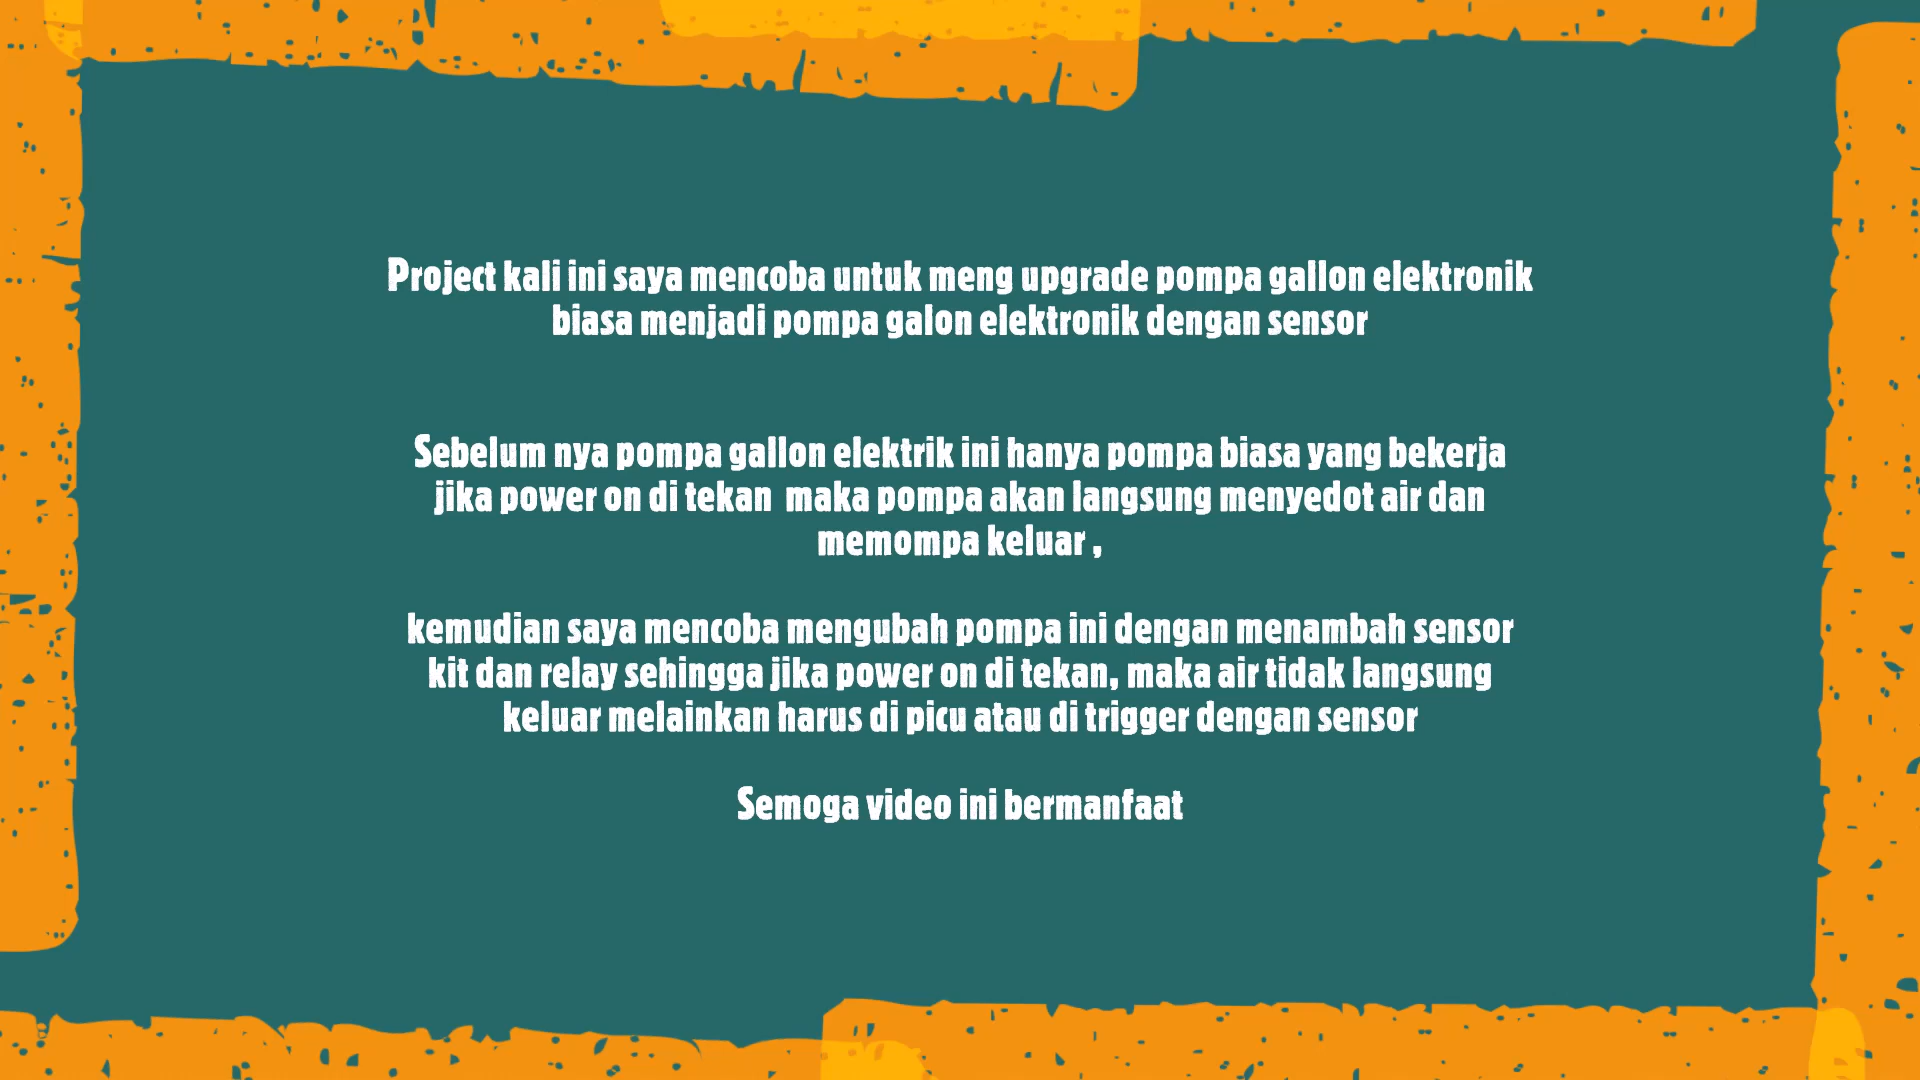 Project kali ini saya mencoba untuk meng upgrade pompa gallon elektronik
biasa menjadi pompa galon elektronik dengan sensor
Sebelum nya pompa gallon elektrik ini hanya pompa biasa yang bekerja
jika power on di tekan  maka pompa akan langsung menyedot air dan
memompa keluar ,
kemudian saya mencoba mengubah pompa ini dengan menambah sensor
kit dan relay sehingga jika power on di tekan, maka air tidak langsung
keluar melainkan harus di picu atau di trigger dengan sensor
Semoga video ini bermanfaat